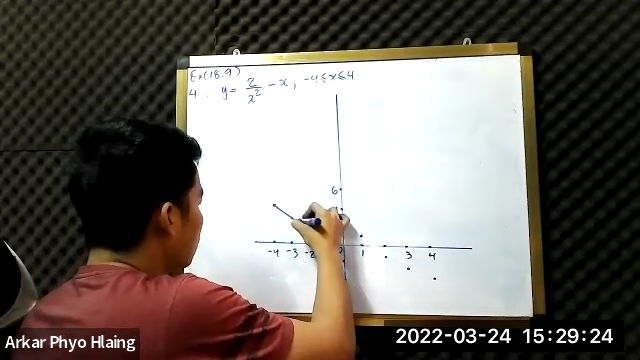 Ex(18.9)
4. y = 2/x² - x, -4≤x≤4
6
-4 -3 -2 1 3 4
Arkar Phyo Hlaing
2022-03-24 15:29:24